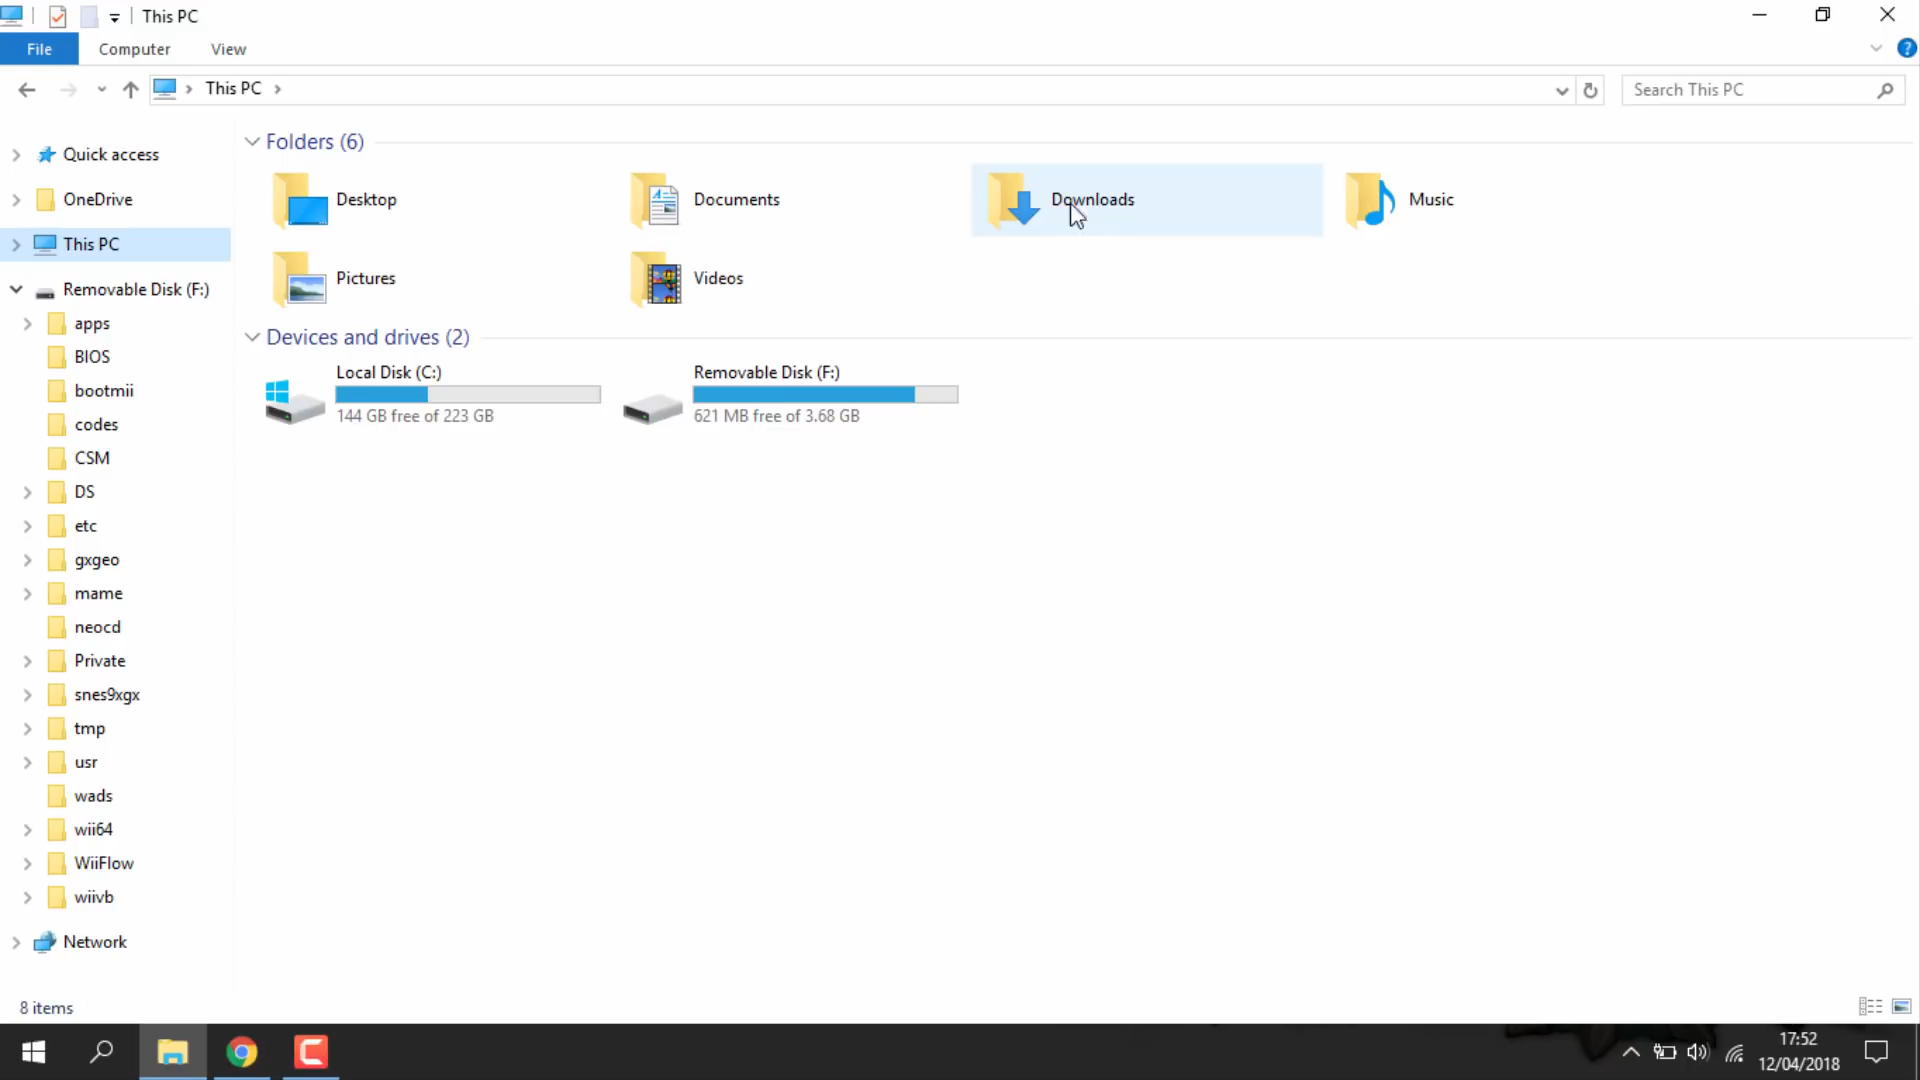 This PC
File Computer View
This PC
Search This PC
Quick access
OneDrive
This PC
Removable Disk (F:)
apps
BIOS
bootmii
codes
CSM
DS
etc
gxgeo
mame
neocd
Private
snes9xgx
tmp
usr
wads
wii64
WiiFlow
wiivb
Network
Folders (6)
Desktop
Documents
Downloads
Music
Pictures
Videos
Devices and drives (2)
Local Disk (C:)
144 GB free of 223 GB
Removable Disk (F:)
621 MB free of 3.68 GB
8 items
17:52
12/04/2018